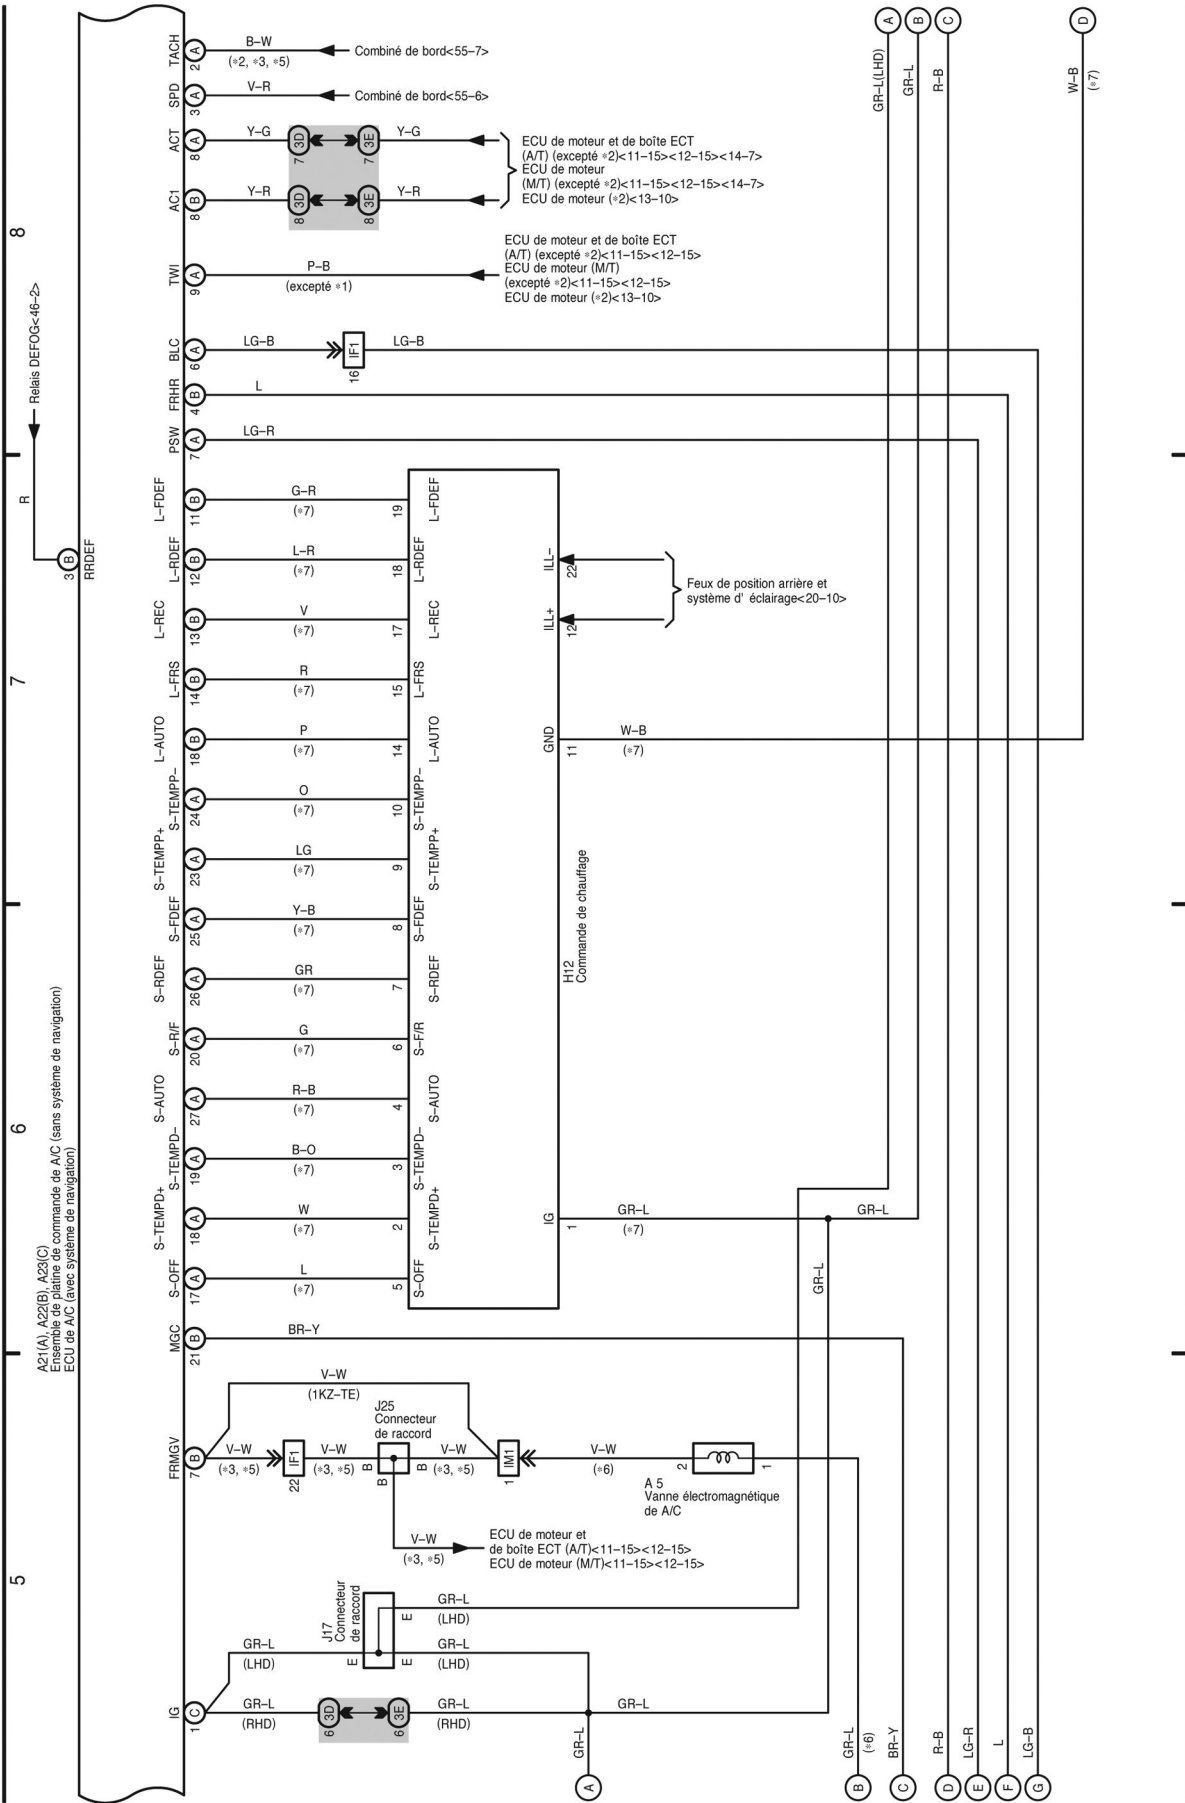 A
B
C
D
GR–L(LHD)
GR–L
R–B
W–B
(*7)
TACH
2
A
B–W
(*2, *3, *5)
Combiné de bord<55–7>
SPD
3
A
V–R
Combiné de bord<55–6>
ACT
8
A
Y–G
7
3D
7
3E
Y–G
AC1
8
B
Y–R
8
3D
8
3E
Y–R
ECU de moteur et de boîte ECT
(A/T) (excepté *2)<11–15><12–15><14–7>
ECU de moteur
(M/T) (excepté *2)<11–15><12–15><14–7>
ECU de moteur (*2)<13–10>
8
TWI
9
A
P–B
(excepté *1)
ECU de moteur et de boîte ECT
(A/T) (excepté *2)<11–15><12–15>
ECU de moteur (M/T)
(excepté *2)<11–15><12–15>
ECU de moteur (*2)<13–10>
Relais DEFOG<46–2>
BLC
6
A
LG–B
16
IF1
LG–B
FRHR
4
B
L
PSW
7
A
LG–R
R
3
B
RRDEF
L–FDEF
11
B
G–R
(*7)
19
L–FDEF
L–RDEF
12
B
L–R
(*7)
18
L–RDEF
ILL–
22
L–REC
13
B
V
(*7)
17
L–REC
ILL+
12
Feux de position arrière et
système d' éclairage<20–10>
7
L–FRS
14
B
R
(*7)
15
L–FRS
L–AUTO
18
B
P
(*7)
14
L–AUTO
GND
11
W–B
(*7)
S–TEMPP–
24
A
O
(*7)
10
S–TEMPP–
S–TEMPP+
23
A
LG
(*7)
9
S–TEMPP+
S–FDEF
25
A
Y–B
(*7)
8
S–FDEF
H12
Commande de chauffage
S–RDEF
26
A
GR
(*7)
7
S–RDEF
S–R/F
20
A
G
(*7)
6
S–F/R
6
A21(A), A22(B), A23(C)
Ensemble de platine de commande de A/C (sans système de navigation)
ECU de A/C (avec système de navigation)
S–AUTO
27
A
R–B
(*7)
4
S–AUTO
S–TEMPD–
19
A
B–O
(*7)
3
S–TEMPD–
S–TEMPD+
18
A
W
(*7)
2
S–TEMPD+
IG
1
GR–L
(*7)
GR–L
GR–L
S–OFF
17
A
L
(*7)
5
S–OFF
MGC
21
B
BR–Y
V–W
(1KZ–TE)
FRMGV
7
B
V–W
(*3, *5)
22
IF1
V–W
(*3, *5)
J25
Connecteur
de raccord
B
B
B
V–W
(*3, *5)
1
IM1
V–W
(*6)
2
1
A 5
Vanne électromagnétique
de A/C
V–W
(*3, *5)
ECU de moteur et
de boîte ECT (A/T)<11–15><12–15>
ECU de moteur (M/T)<11–15><12–15>
5
J17
Connecteur
de raccord
E
GR–L
(LHD)
GR–L
(LHD)
E
E
GR–L
(LHD)
IG
1
C
GR–L
(RHD)
6
3D
6
3E
GR–L
(RHD)
GR–L
GR–L
A
GR–L
(*6)
B
BR–Y
C
R–B
D
LG–R
E
L
F
LG–B
G